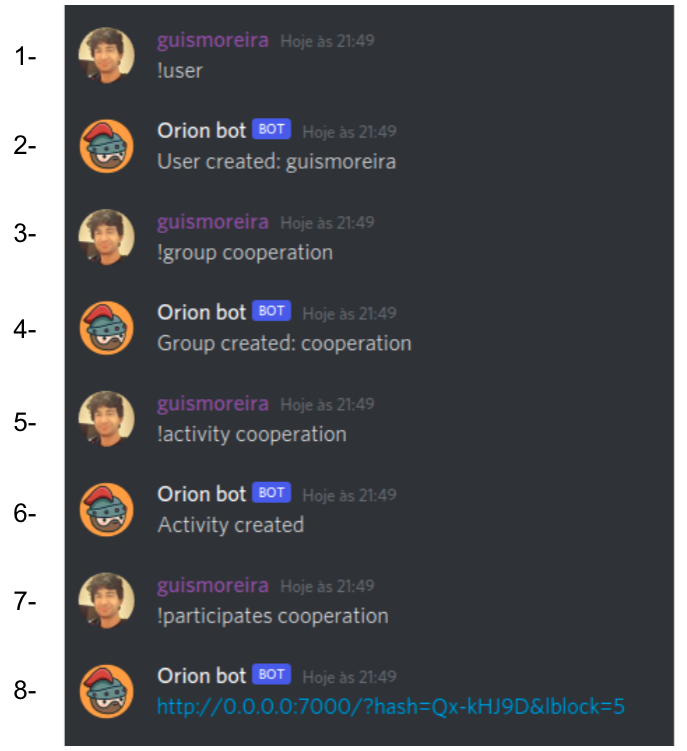 1-
guismoreira Hoje às 21:49
!user
2-
Orion bot BOT Hoje às 21:49
User created: guismoreira
3-
guismoreira Hoje às 21:49
!group cooperation
4-
Orion bot BOT Hoje às 21:49
Group created: cooperation
5-
guismoreira Hoje às 21:49
!activity cooperation
6-
Orion bot BOT Hoje às 21:49
Activity created
7-
guismoreira Hoje às 21:49
!participates cooperation
8-
Orion bot BOT Hoje às 21:49
http://0.0.0.0:7000/?hash=Qx-kHJ9D&lblock=5